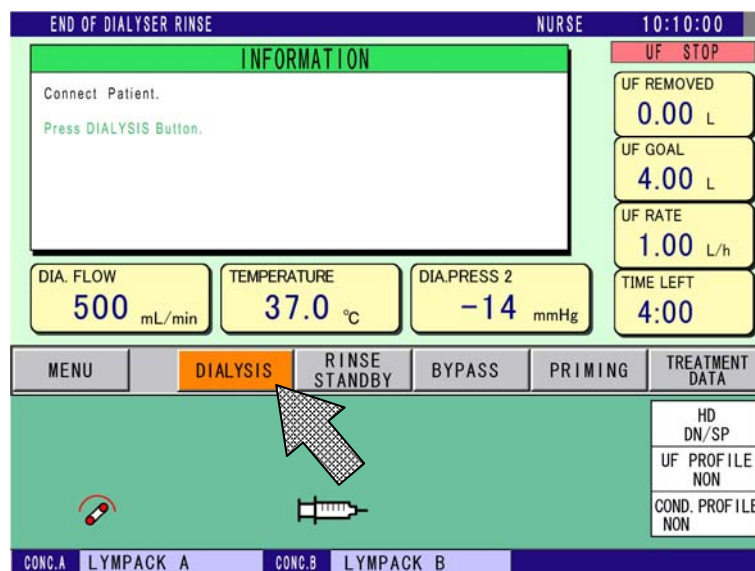 END OF DIALYSER RINSE NURSE 10:10:00
INFORMATION
Connect Patient.
Press DIALYSIS Button.
UF STOP
UF REMOVED
0.00 L
UF GOAL
4.00 L
UF RATE
1.00 L/h
TIME LEFT
4:00
DIA. FLOW
500 mL/min
TEMPERATURE
37.0 ℃
DIA.PRESS 2
-14 mmHg
MENU
DIALYSIS
RINSE
STANDBY
BYPASS
PRIMING
TREATMENT
DATA
HD
DN/SP
UF PROFILE
NON
COND. PROFILE
NON
CONC.A LYMPACK A CONC.B LYMPACK B